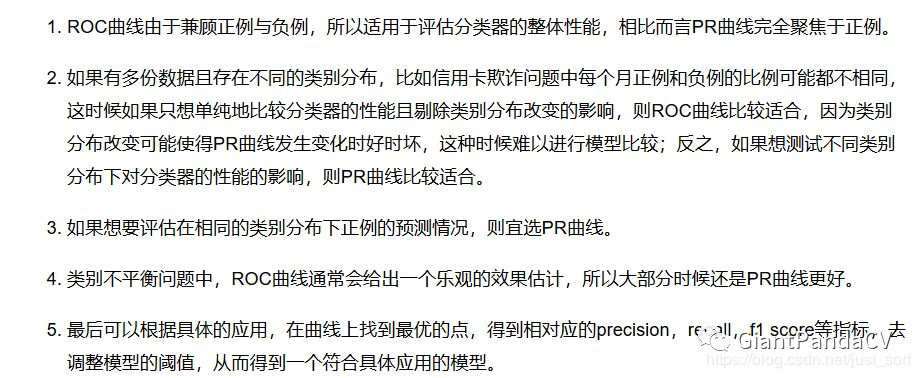 1. ROC曲线由于兼顾正例与负例，所以适用于评估分类器的整体性能，相比而言PR曲线完全聚焦于正例。
2. 如果有多份数据且存在不同的类别分布，比如信用卡欺诈问题中每个月正例和负例的比例可能都不相同，
这时候如果只想单纯地比较分类器的性能且剔除类别分布改变的影响，则ROC曲线比较适合，因为类别
分布改变可能使得PR曲线发生变化时好时坏，这种时候难以进行模型比较；反之，如果想测试不同类别
分布下对分类器的性能的影响，则PR曲线比较适合。
3. 如果想要评估在相同的类别分布下正例的预测情况，则宜选PR曲线。
4. 类别不平衡问题中，ROC曲线通常会给出一个乐观的效果估计，所以大部分时候还是PR曲线更好。
5. 最后可以根据具体的应用，在曲线上找到最优的点，得到相对应的precision，recall，f1 score等指标，去
调整模型的阈值，从而得到一个符合具体应用的模型。
GiantPandaCV
https://blog.csdn.net/just_sort